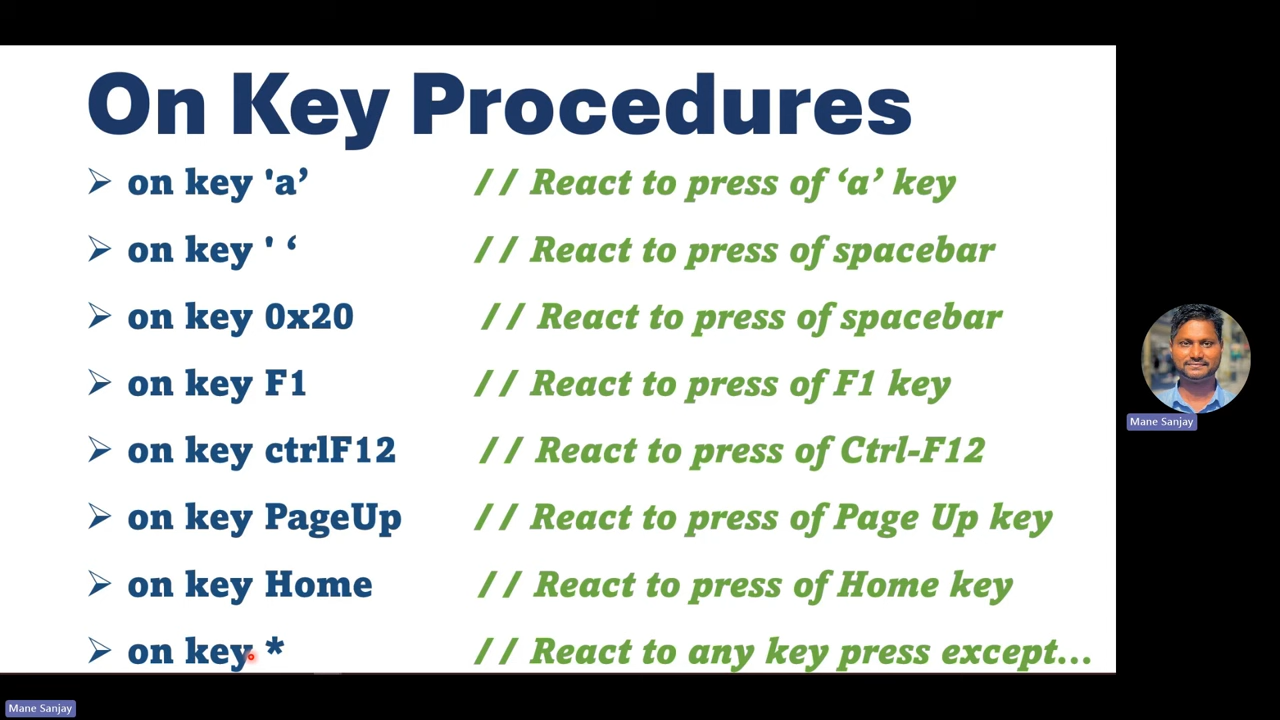 On Key Procedures
➢ on key 'a’ // React to press of ‘a’ key
➢ on key ' ‘ // React to press of spacebar
➢ on key 0x20 // React to press of spacebar
➢ on key F1 // React to press of F1 key
➢ on key ctrlF12 // React to press of Ctrl-F12
➢ on key PageUp // React to press of Page Up key
➢ on key Home // React to press of Home key
➢ on key * // React to any key press except...
Mane Sanjay
Mane Sanjay